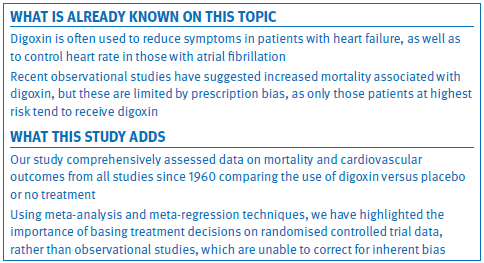 WHAT IS ALREADY KNOWN ON THIS TOPIC
Digoxin is often used to reduce symptoms in patients with heart failure, as well as
to control heart rate in those with atrial fibrillation
Recent observational studies have suggested increased mortality associated with
digoxin, but these are limited by prescription bias, as only those patients at highest
risk tend to receive digoxin
WHAT THIS STUDY ADDS
Our study comprehensively assessed data on mortality and cardiovascular
outcomes from all studies since 1960 comparing the use of digoxin versus placebo
or no treatment
Using meta-analysis and meta-regression techniques, we have highlighted the
importance of basing treatment decisions on randomised controlled trial data,
rather than observational studies, which are unable to correct for inherent bias